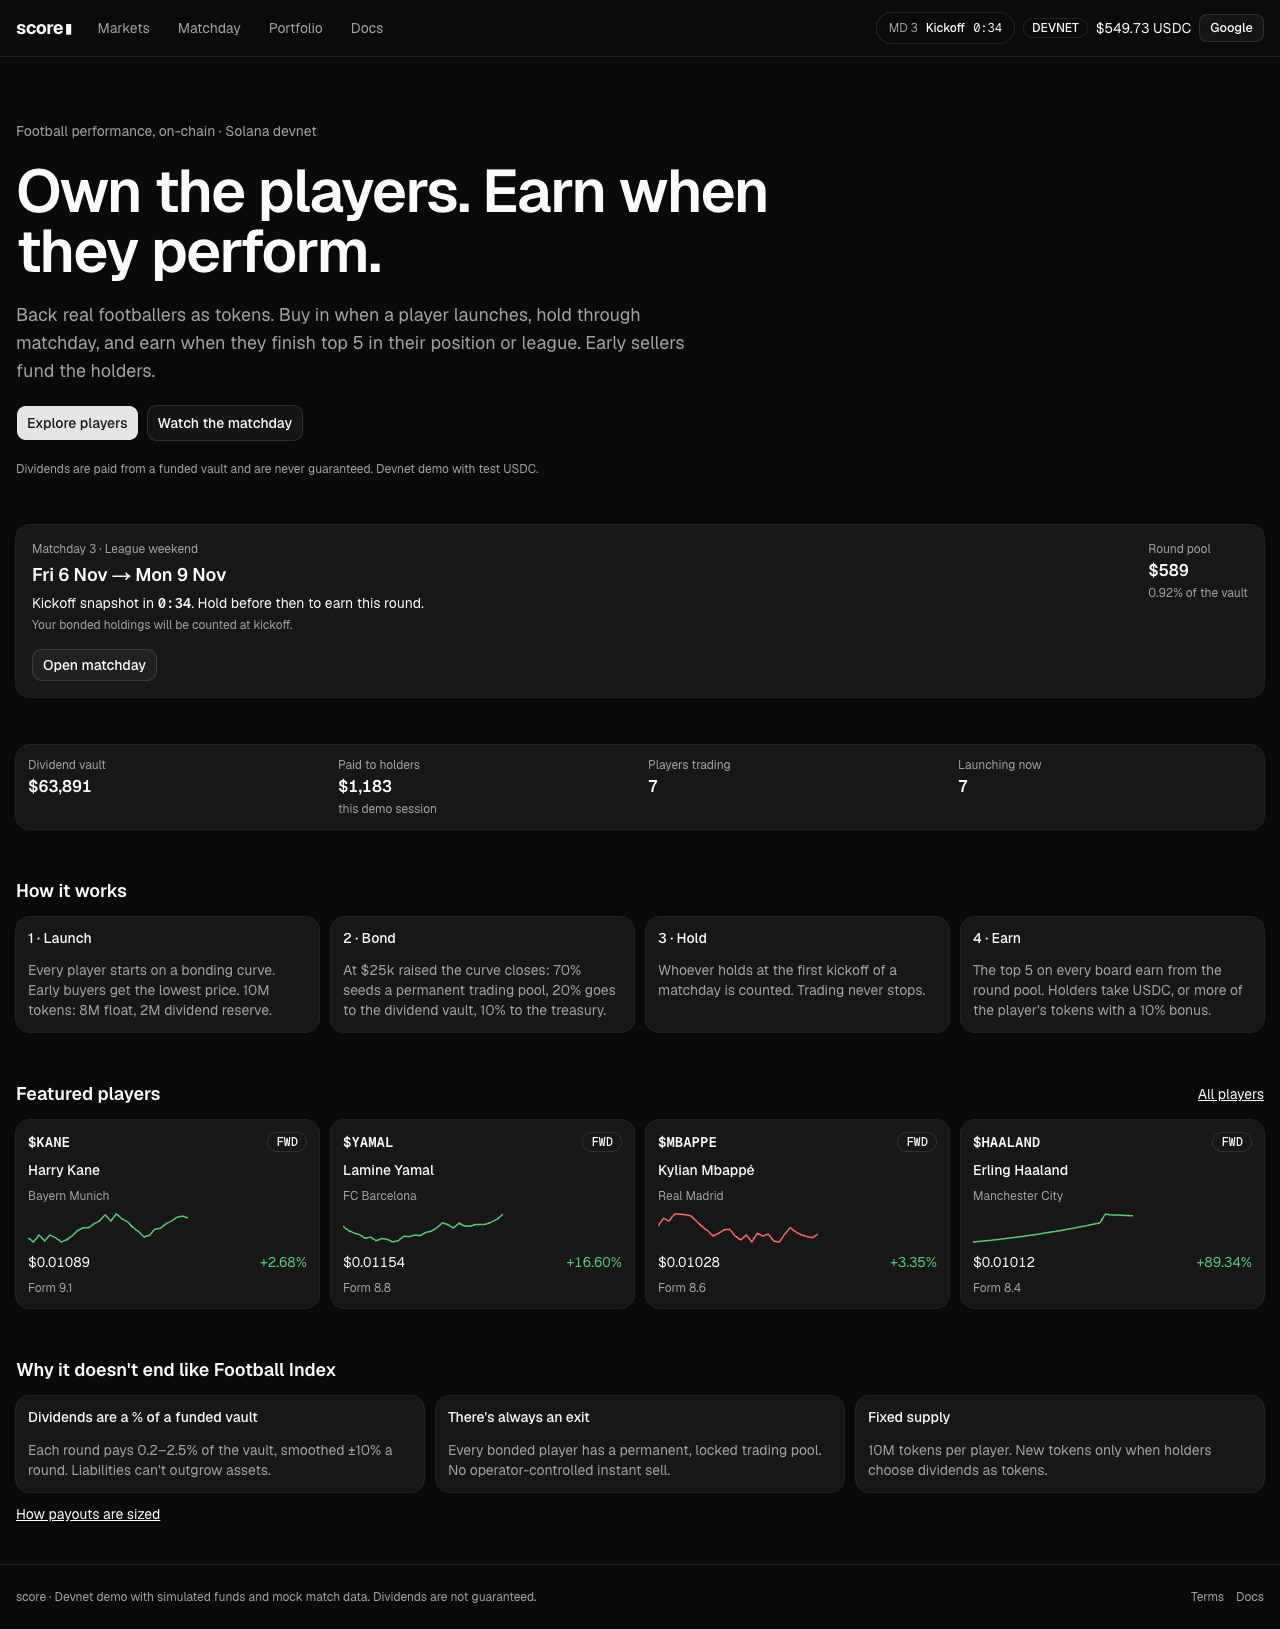 score
Markets
Matchday
Portfolio
Docs
MD 3 Kickoff 0:34
DEVNET
$549.73 USDC
Google
Football performance, on-chain · Solana devnet
Own the players. Earn when
they perform.
Back real footballers as tokens. Buy in when a player launches, hold through
matchday, and earn when they finish top 5 in their position or league. Early sellers
fund the holders.
Explore players
Watch the matchday
Dividends are paid from a funded vault and are never guaranteed. Devnet demo with test USDC.
Matchday 3 · League weekend
Fri 6 Nov → Mon 9 Nov
Kickoff snapshot in 0:34. Hold before then to earn this round.
Your bonded holdings will be counted at kickoff.
Open matchday
Round pool
$589
0.92% of the vault
Dividend vault
$63,891
Paid to holders
$1,183
this demo session
Players trading
7
Launching now
7
How it works
1 · Launch
Every player starts on a bonding curve.
Early buyers get the lowest price. 10M
tokens: 8M float, 2M dividend reserve.
2 · Bond
At $25k raised the curve closes: 70%
seeds a permanent trading pool, 20% goes
to the dividend vault, 10% to the treasury.
3 · Hold
Whoever holds at the first kickoff of a
matchday is counted. Trading never stops.
4 · Earn
The top 5 on every board earn from the
round pool. Holders take USDC, or more of
the player's tokens with a 10% bonus.
Featured players
All players
$KANE
FWD
Harry Kane
Bayern Munich
$0.01089
+2.68%
Form 9.1
$YAMAL
FWD
Lamine Yamal
FC Barcelona
$0.01154
+16.60%
Form 8.8
$MBAPPE
FWD
Kylian Mbappé
Real Madrid
$0.01028
+3.35%
Form 8.6
$HAALAND
FWD
Erling Haaland
Manchester City
$0.01012
+89.34%
Form 8.4
Why it doesn't end like Football Index
Dividends are a % of a funded vault
Each round pays 0.2–2.5% of the vault, smoothed ±10% a
round. Liabilities can't outgrow assets.
There's always an exit
Every bonded player has a permanent, locked trading pool.
No operator-controlled instant sell.
Fixed supply
10M tokens per player. New tokens only when holders
choose dividends as tokens.
How payouts are sized
score · Devnet demo with simulated funds and mock match data. Dividends are not guaranteed.
Terms
Docs